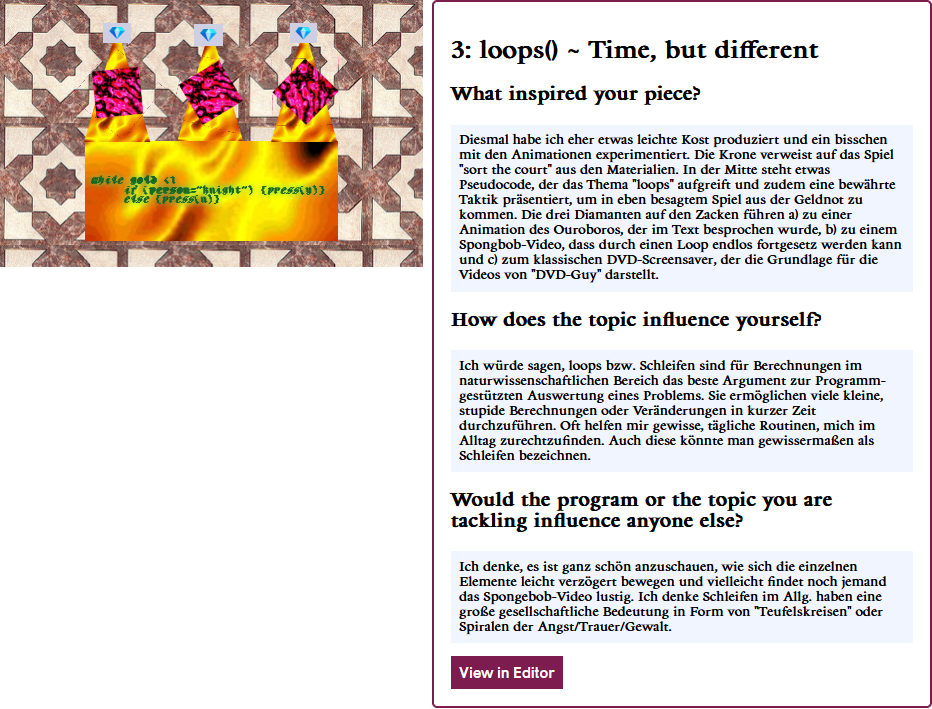 while gold <1
if (person="knight") {press(y)}
else {press(n)}
3: loops() ~ Time, but different
What inspired your piece?
Diesmal habe ich eher etwas leichte Kost produziert und ein bisschen
mit den Animationen experimentiert. Die Krone verweist auf das Spiel
"sort the court" aus den Materialien. In der Mitte steht etwas
Pseudocode, der das Thema "loops" aufgreift und zudem eine bewährte
Taktik präsentiert, um in eben besagtem Spiel aus der Geldnot zu
kommen. Die drei Diamanten auf den Zacken führen a) zu einer
Animation des Ouroboros, der im Text besprochen wurde, b) zu einem
Spongbob-Video, dass durch einen Loop endlos fortgesetz werden kann
und c) zum klassischen DVD-Screensaver, der die Grundlage für die
Videos von "DVD-Guy" darstellt.
How does the topic influence yourself?
Ich würde sagen, loops bzw. Schleifen sind für Berechnungen im
naturwissenschaftlichen Bereich das beste Argument zur Programm-
gestützten Auswertung eines Problems. Sie ermöglichen viele kleine,
stupide Berechnungen oder Veränderungen in kurzer Zeit
durchzuführen. Oft helfen mir gewisse, tägliche Routinen, mich im
Alltag zurechtzufinden. Auch diese könnte man gewissermaßen als
Schleifen bezeichnen.
Would the program or the topic you are
tackling influence anyone else?
Ich denke, es ist ganz schön anzuschauen, wie sich die einzelnen
Elemente leicht verzögert bewegen und vielleicht findet noch jemand
das Spongebob-Video lustig. Ich denke Schleifen im Allg. haben eine
große gesellschaftliche Bedeutung in Form von "Teufelskreisen" oder
Spiralen der Angst/Trauer/Gewalt.
View in Editor